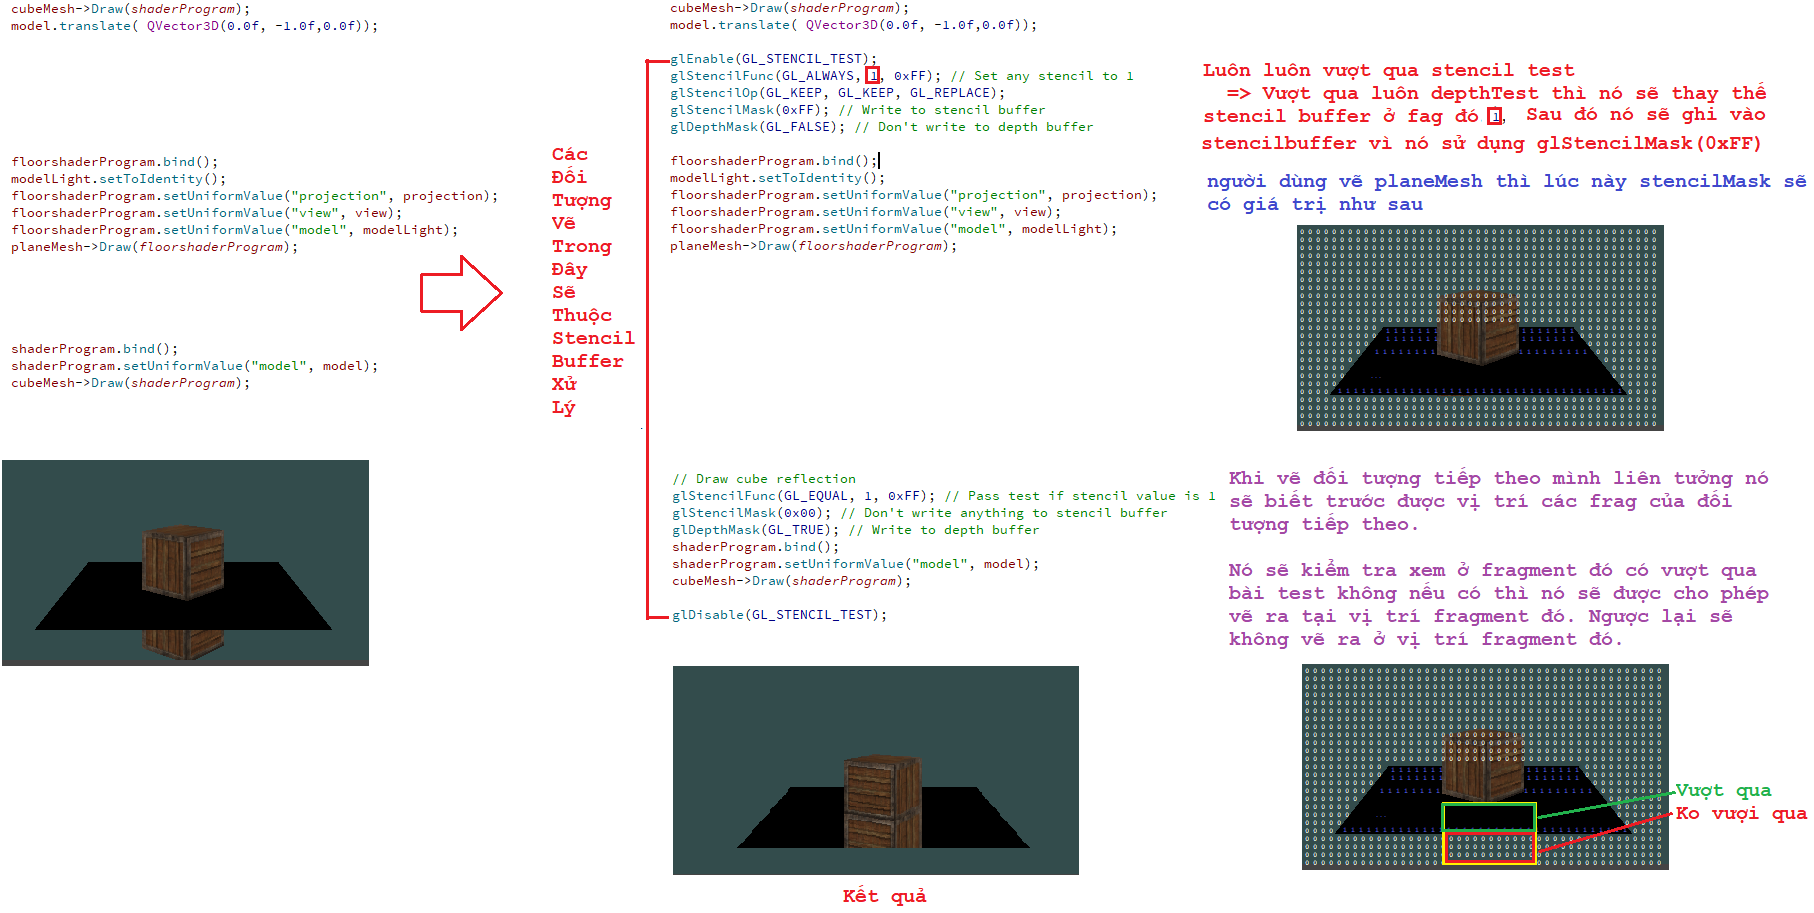 cubeMesh->Draw(shaderProgram);
model.translate( QVector3D(0.0f, -1.0f,0.0f));
floorshaderProgram.bind();
modelLight.setToIdentity();
floorshaderProgram.setUniformValue("projection", projection);
floorshaderProgram.setUniformValue("view", view);
floorshaderProgram.setUniformValue("model", modelLight);
planeMesh->Draw(floorshaderProgram);
shaderProgram.bind();
shaderProgram.setUniformValue("model", model);
cubeMesh->Draw(shaderProgram);
Các
Đối
Tượng
Vẽ
Trong
Đây
Sẽ
Thuộc
Stencil
Buffer
Xử
Lý
cubeMesh->Draw(shaderProgram);
model.translate( QVector3D(0.0f, -1.0f,0.0f));
glEnable(GL_STENCIL_TEST);
glStencilFunc(GL_ALWAYS, 1, 0xFF); // Set any stencil to 1
glStencilOp(GL_KEEP, GL_KEEP, GL_REPLACE);
glStencilMask(0xFF); // Write to stencil buffer
glDepthMask(GL_FALSE); // Don't write to depth buffer
floorshaderProgram.bind();
modelLight.setToIdentity();
floorshaderProgram.setUniformValue("projection", projection);
floorshaderProgram.setUniformValue("view", view);
floorshaderProgram.setUniformValue("model", modelLight);
planeMesh->Draw(floorshaderProgram);
// Draw cube reflection
glStencilFunc(GL_EQUAL, 1, 0xFF); // Pass test if stencil value is 1
glStencilMask(0x00); // Don't write anything to stencil buffer
glDepthMask(GL_TRUE); // Write to depth buffer
shaderProgram.bind();
shaderProgram.setUniformValue("model", model);
cubeMesh->Draw(shaderProgram);
glDisable(GL_STENCIL_TEST);
Kết quả
Luôn luôn vượt qua stencil test
=> Vượt qua luôn depthTest thì nó sẽ thay thế
stencil buffer ở fag đó 1, Sau đó nó sẽ ghi vào
stencilbuffer vì nó sử dụng glStencilMask(0xFF)
người dùng vẽ planeMesh thì lúc này stencilMask sẽ
có giá trị như sau
Khi vẽ đối tượng tiếp theo mình liên tưởng nó
sẽ biết trước được vị trí các frag của đối
tượng tiếp theo.
Nó sẽ kiểm tra xem ở fragment đó có vượt qua
bài test không nếu có thì nó sẽ được cho phép
vẽ ra tại vị trí fragment đó. Ngược lại sẽ
không vẽ ra ở vị trí fragment đó.
Vượt qua
Ko vượi qua